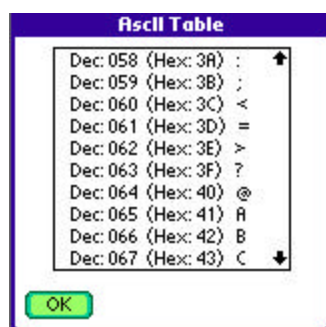 Ascii Table
Dec: 058 (Hex: 3A) :
Dec: 059 (Hex: 3B) ;
Dec: 060 (Hex: 3C) <
Dec: 061 (Hex: 3D) =
Dec: 062 (Hex: 3E) >
Dec: 063 (Hex: 3F) ?
Dec: 064 (Hex: 40) @
Dec: 065 (Hex: 41) A
Dec: 066 (Hex: 42) B
Dec: 067 (Hex: 43) C
OK